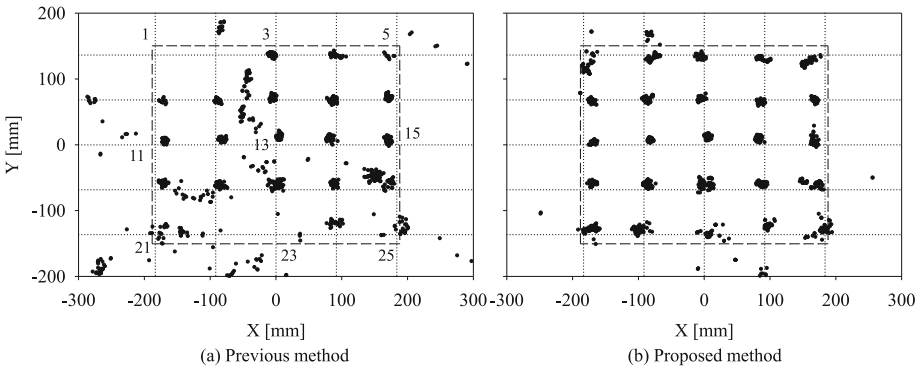 200
1 3 5
100
Y [mm]
0
11 13 15
-100
21 23 25
-200
-300 -200 -100 0 100 200 300 -200 -100 0 100 200 300
X [mm] X [mm]
(a) Previous method (b) Proposed method